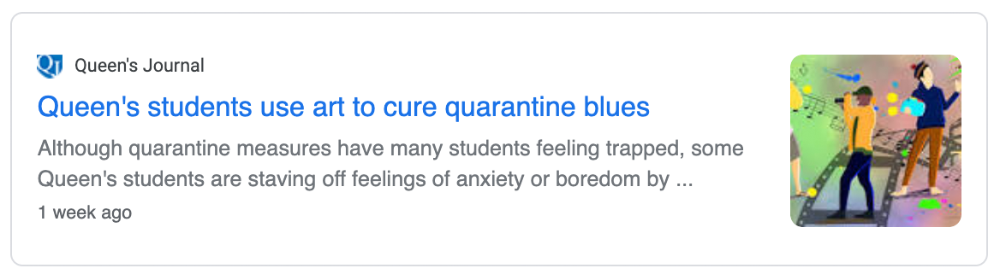 QJ
Queen's Journal
Queen's students use art to cure quarantine blues
Although quarantine measures have many students feeling trapped, some
Queen's students are staving off feelings of anxiety or boredom by ...
1 week ago